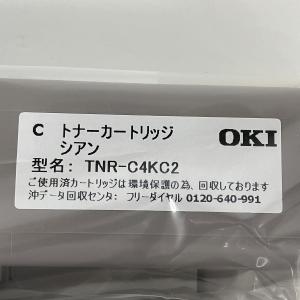 C トナーカートリッジ
シアン
OKI
型名: TNR-C4KC2
ご使用済カートリッジは環境保護の為、回収しております
沖データ回収センタ: フリーダイヤル 0120-640-991